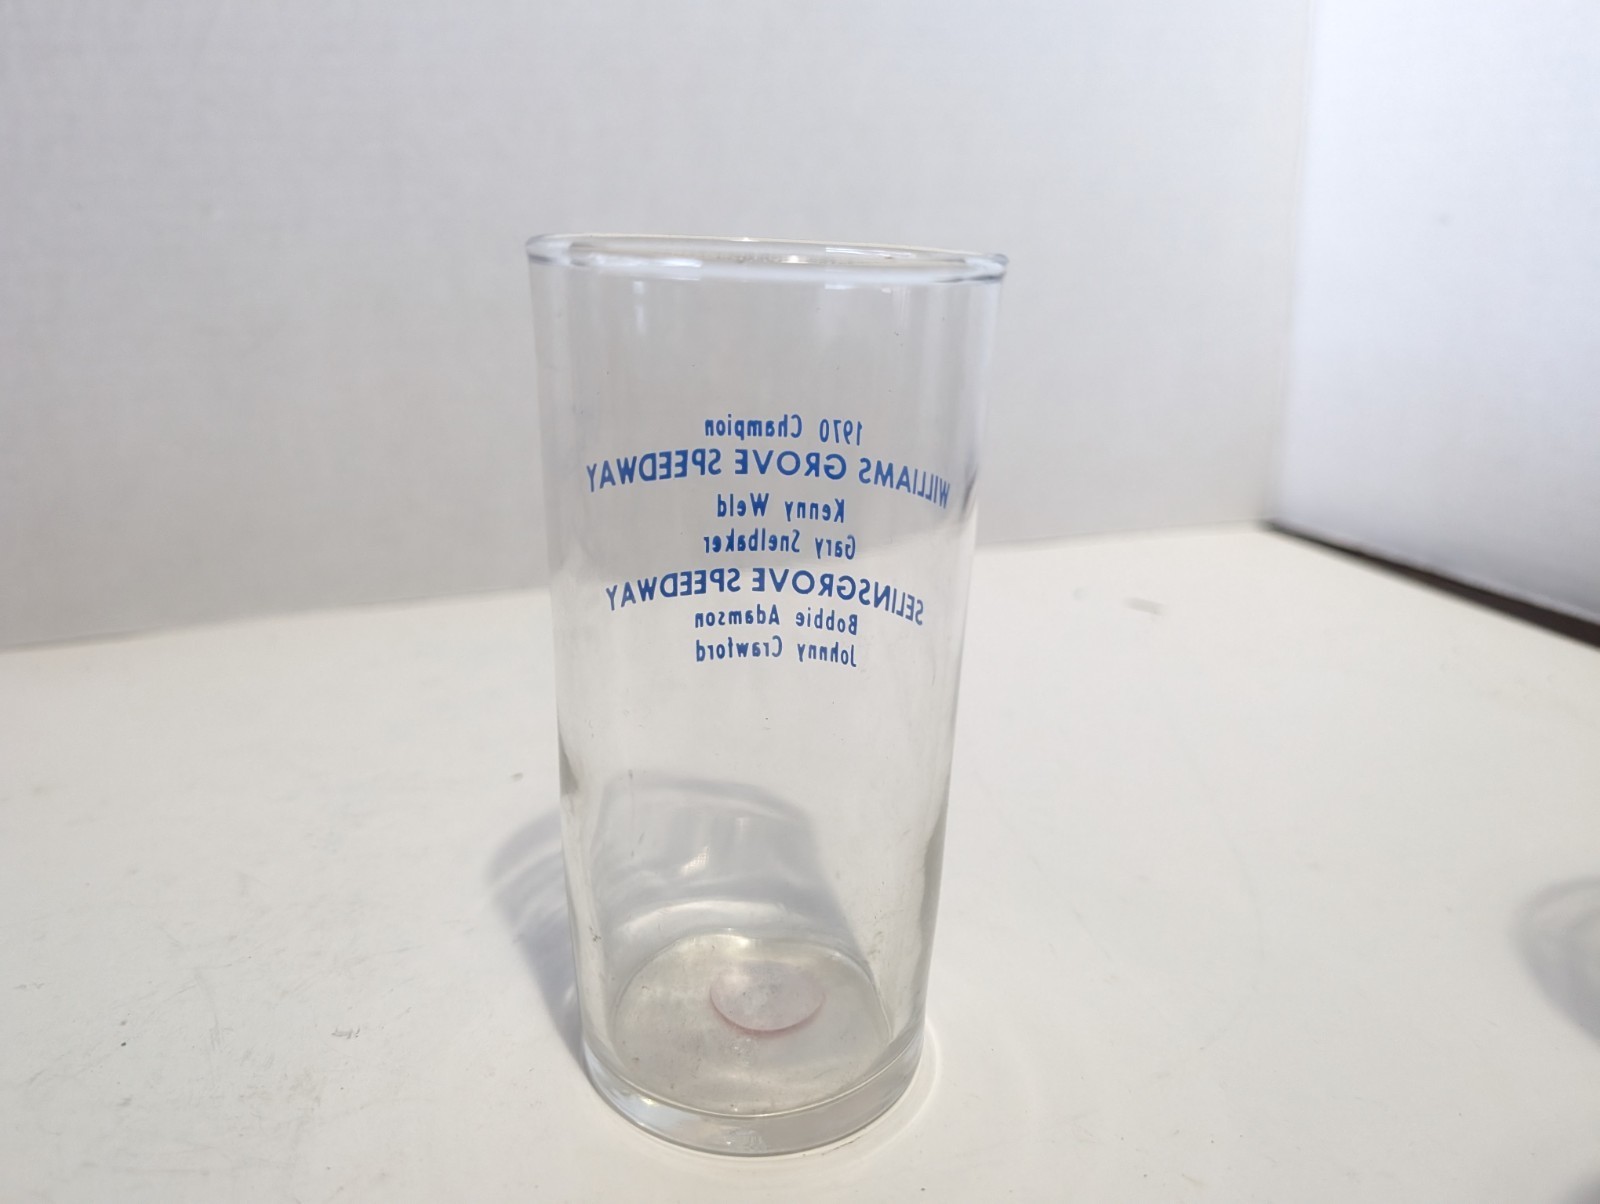 1970 Champion
WILLIAMS GROVE SPEEDWAY
Kenny Weld
Gary Snelbaker
SELINSGROVE SPEEDWAY
Bobbie Adamson
Johnny Crawford